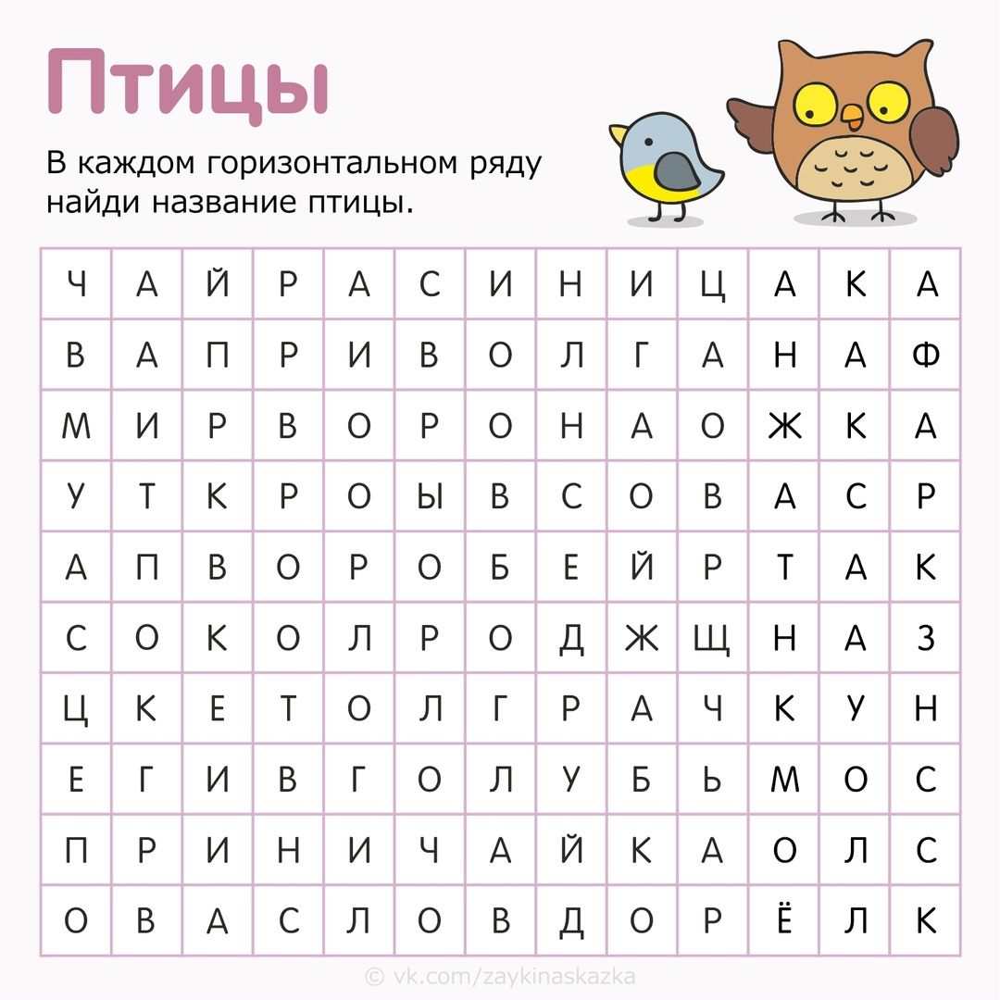 Птицы
В каждом горизонтальном ряду
найди название птицы.
Ч А Й Р А С И Н И Ц А К А
В А П Р И В О Л Г А Н А Ф
М И Р В О Р О Н А О Ж К А
У Т К Р О Ы В С О В А С Р
А П В О Р О Б Е Й Р Т А К
С О К О Л Р О Д Ж Щ Н А З
Ц К Е Т О Л Г Р А Ч К У Н
Е Г И В Г О Л У Б Ь М О С
П Р И Н И Ч А Й К А О Л С
О В А С Л О В Д О Р Ё Л К
© vk.com/zaykinaskazka